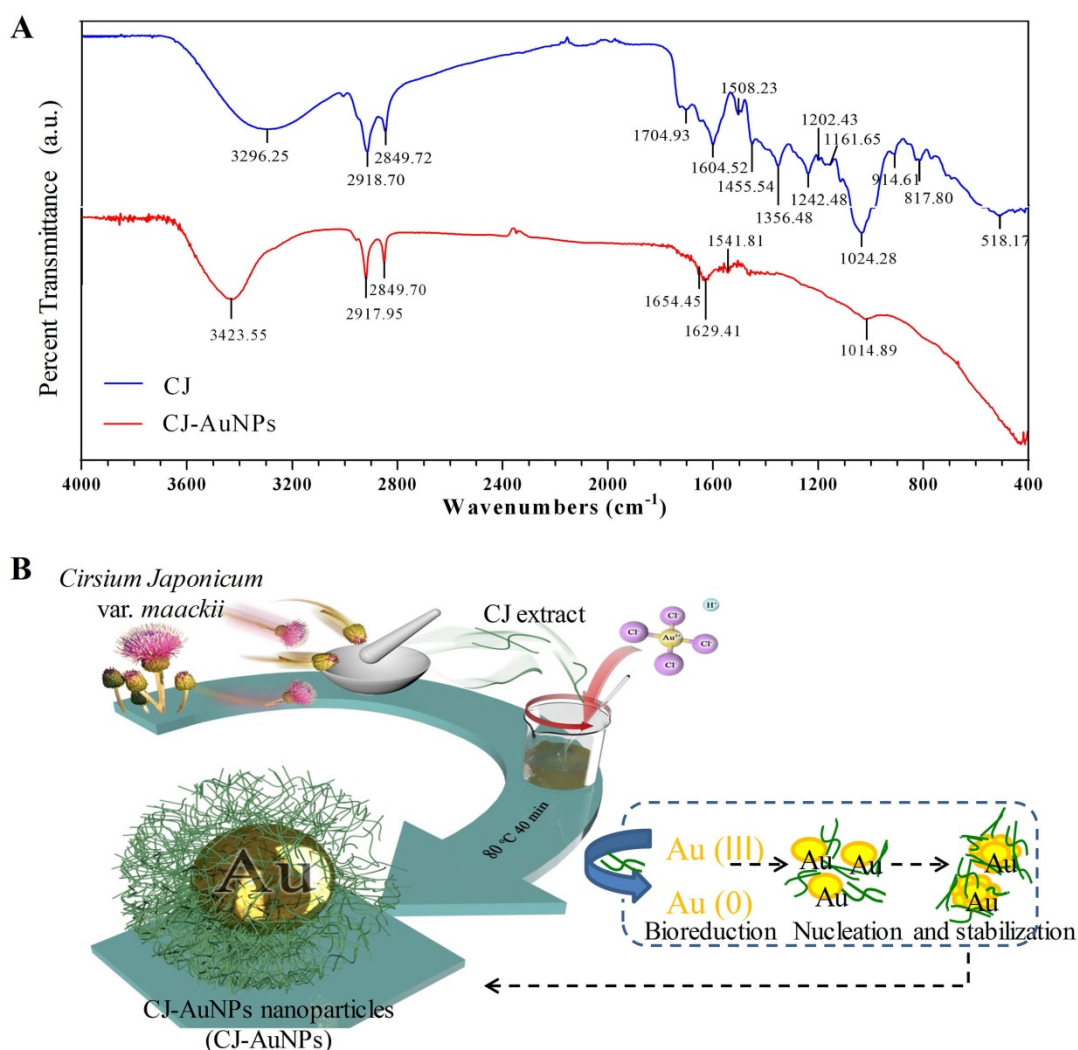 A
Percent Transmittance (a.u.)
3296.25
2918.70
2849.72
1704.93
1604.52
1508.23
1455.54
1356.48
1242.48
1202.43
1161.65
1024.28
914.61
817.80
518.17
3423.55
2917.95
2849.70
1654.45
1629.41
1541.81
1014.89
CJ
CJ-AuNPs
4000 3600 3200 2800 2400 2000 1600 1200 800 400
Wavenumbers (cm⁻¹)
B
Cirsium Japonicum
var. maackii
CJ extract
H⁺
Cl⁻
Cl⁻
Au³⁺
Cl⁻
Cl⁻
80 °C 40 min
Au (III)
Au (0)
Bioreduction
Au
Au
Au
Nucleation
Au
Au
and stabilization
Au
CJ-AuNPs nanoparticles
(CJ-AuNPs)